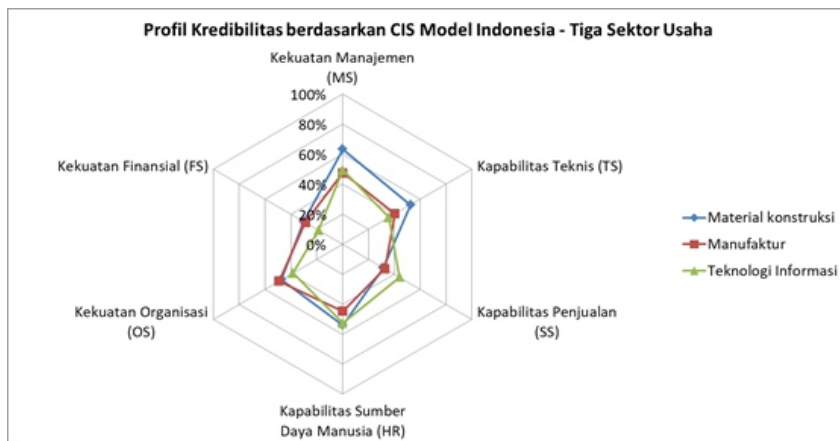 Profil Kredibilitas berdasarkan CIS Model Indonesia - Tiga Sektor Usaha
Kekuatan Manajemen
(MS)
100%
80%
60%
40%
20%
0%
Kekuatan Finansial (FS)
Kapabilitas Teknis (TS)
Material konstruksi
Manufaktur
Teknologi Informasi
Kekuatan Organisasi
(OS)
Kapabilitas Penjualan
(SS)
Kapabilitas Sumber
Daya Manusia (HR)